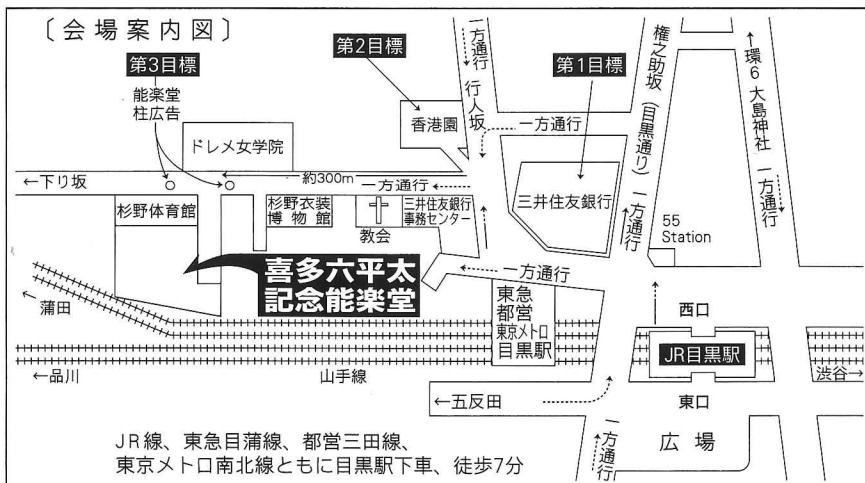 〔会場案内図〕
第3目標
能楽堂
柱広告
ドレメ女学院
第2目標
香港園
一方通行
行人坂
第1目標
一方通行
三井住友銀行
権之助坂(目黒通り)一方通行
←環6 大鳥神社 一方通行
←下り坂
約300m
一方通行
杉野体育館
杉野衣装
博物館
教会
三井住友銀行
事務センター
55
Station
一方通行
喜多六平太
記念能楽堂
←蒲田
東急
都営
東京メトロ
目黒駅
西口
JR目黒駅
東口
←品川
山手線
渋谷→
←五反田
一方通行
広場
JR線、東急目蒲線、都営三田線、
東京メトロ南北線ともに目黒駅下車、徒歩7分